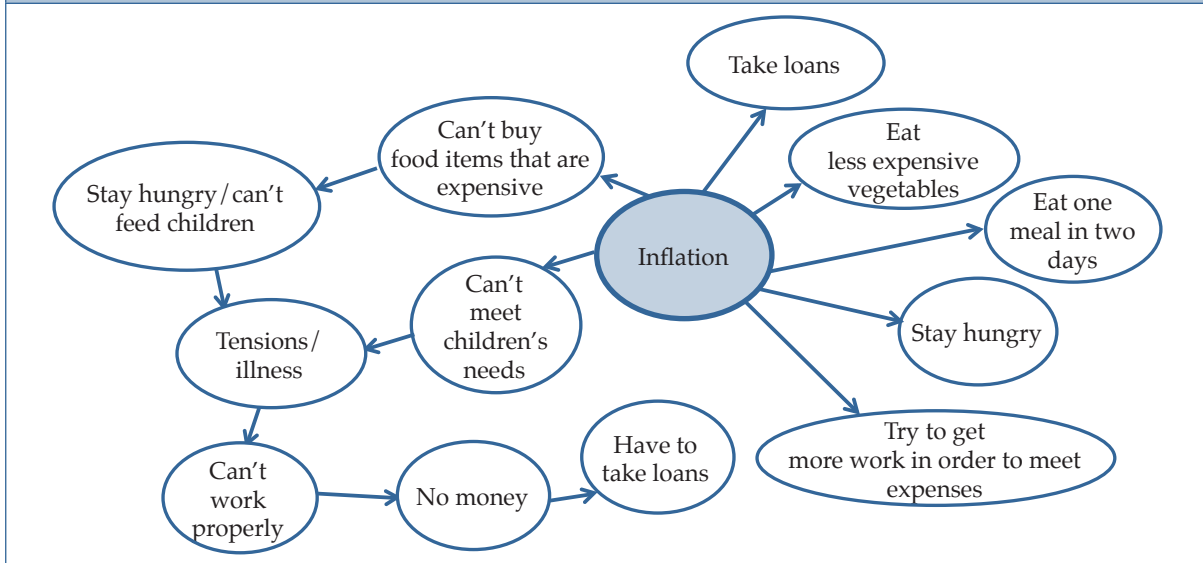 Take loans
Can't buy
food items that are
expensive
Eat
less expensive
vegetables
Stay hungry/can't
feed children
Eat one
meal in two
days
Inflation
Can't
meet
children's
needs
Stay hungry
Tensions/
illness
Try to get
more work in order to meet
expenses
Have to
take loans
Can't
work
properly
No money